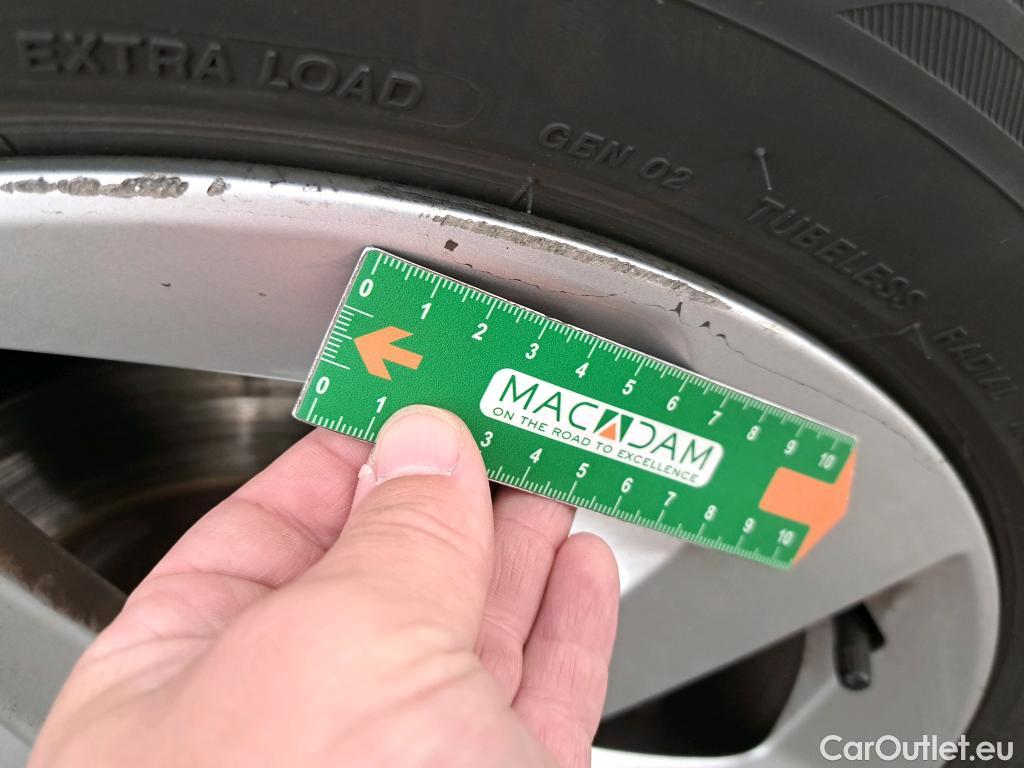 EXTRA LOAD
GEN 02
TUBELESS RADIAL
0 1 2 3 4 5 6 7 8 9 10
MACADAM
ON THE ROAD TO EXCELLENCE
0 1 3 4 5 6 7 8 9 10
CarOutlet.eu